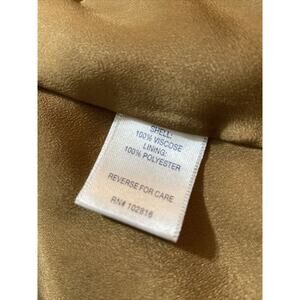 SHELL:
100% VISCOSE
LINING:
100% POLYESTER
REVERSE FOR CARE
RN# 102816